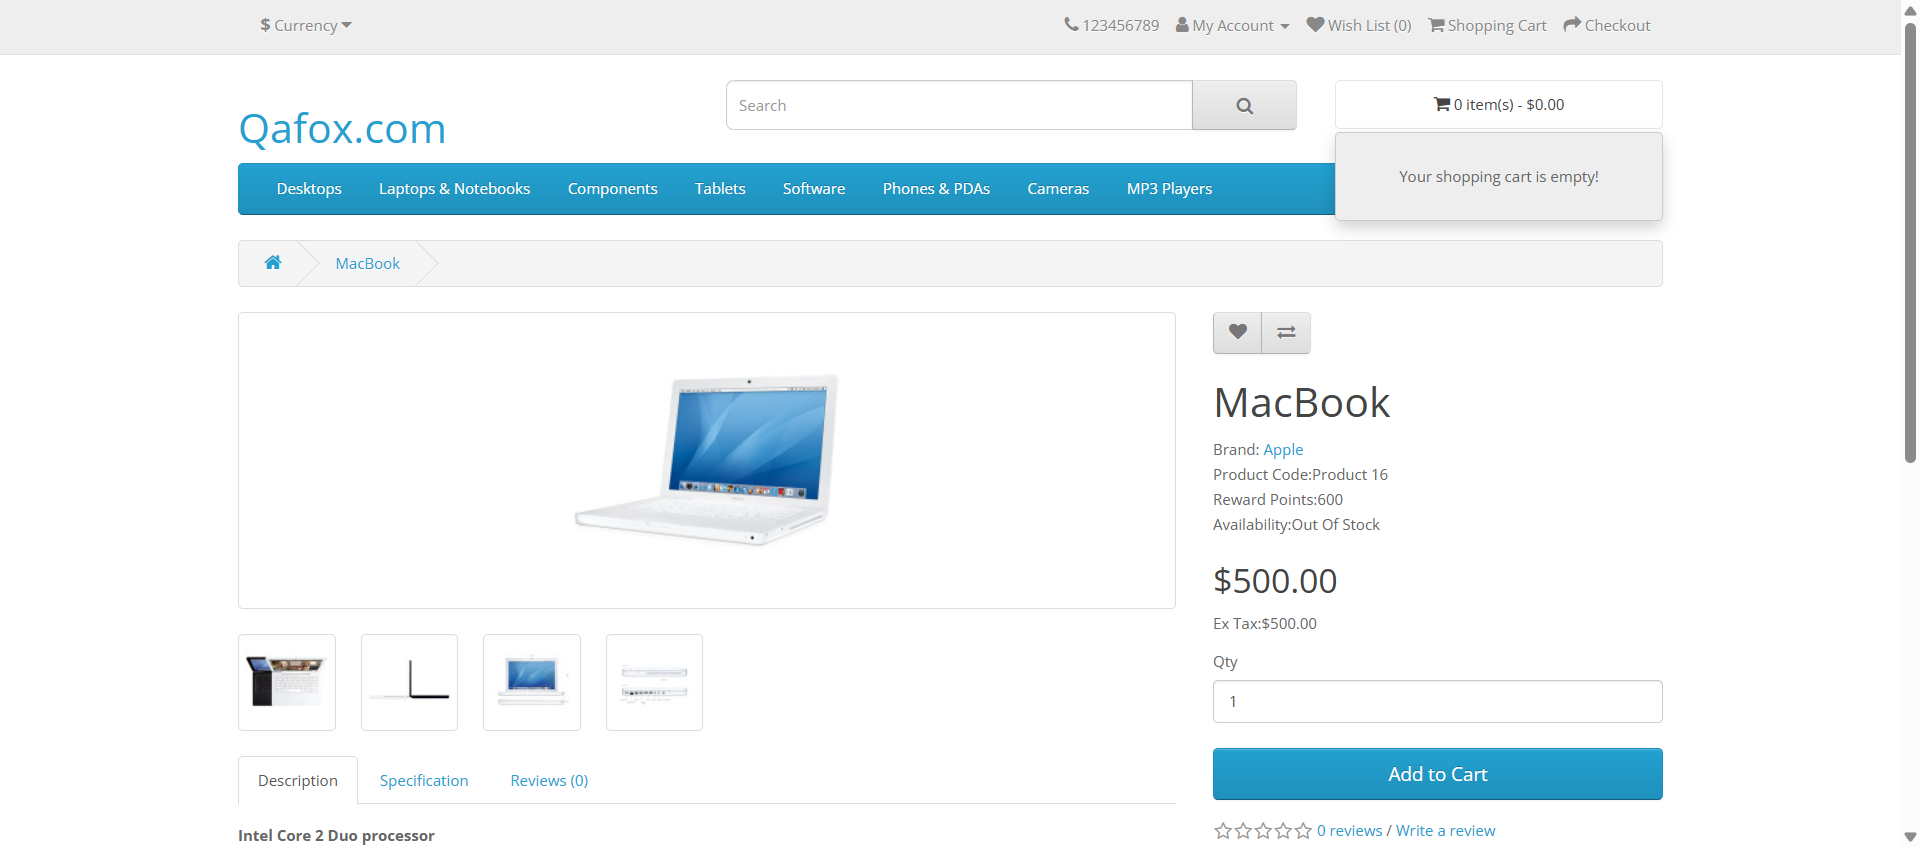 $ Currency
123456789 My Account Wish List (0) Shopping Cart Checkout
Qafox.com
Search
0 item(s) - $0.00
Your shopping cart is empty!
Desktops Laptops & Notebooks Components Tablets Software Phones & PDAs Cameras MP3 Players
MacBook
MacBook
Brand: Apple
Product Code:Product 16
Reward Points:600
Availability:Out Of Stock
$500.00
Ex Tax:$500.00
Qty
1
Add to Cart
0 reviews / Write a review
Description Specification Reviews (0)
Intel Core 2 Duo processor